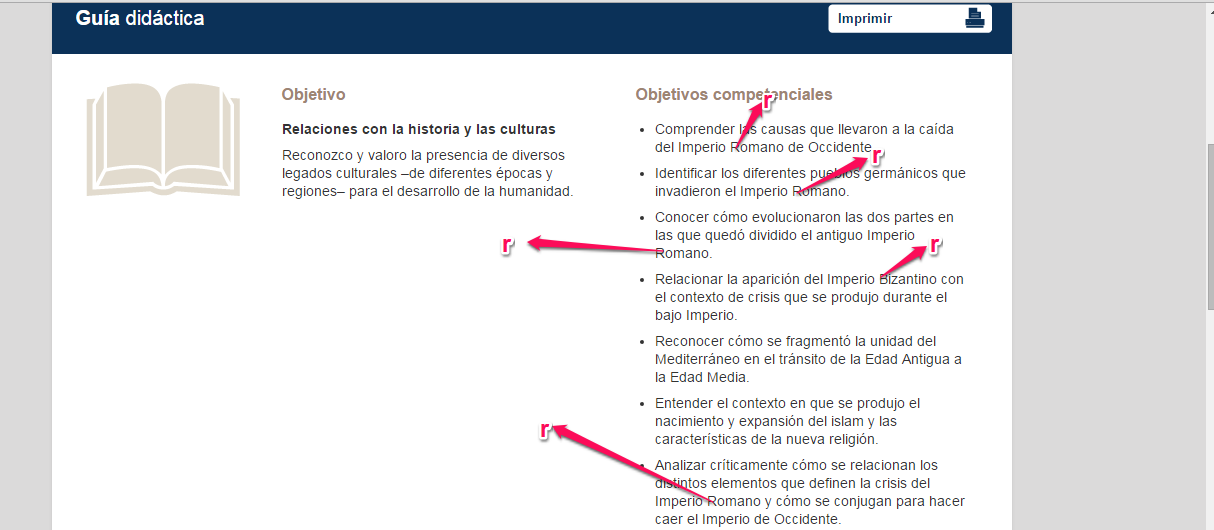 Guía didáctica
Imprimir
Objetivo
Relaciones con la historia y las culturas
Reconozco y valoro la presencia de diversos
legados culturales –de diferentes épocas y
regiones– para el desarrollo de la humanidad.
Objetivos competenciales
r
• Comprender las causas que llevaron a la caída
del Imperio Romano de Occidente.
r
• Identificar los diferentes pueblos germánicos que
invadieron el Imperio Romano.
• Conocer cómo evolucionaron las dos partes en
las que quedó dividido el antiguo Imperio
Romano.
r
r
• Relacionar la aparición del Imperio Bizantino con
el contexto de crisis que se produjo durante el
bajo Imperio.
• Reconocer cómo se fragmentó la unidad del
Mediterráneo en el tránsito de la Edad Antigua a
la Edad Media.
• Entender el contexto en que se produjo el
nacimiento y expansión del islam y las
características de la nueva religión.
r
• Analizar críticamente cómo se relacionan los
distintos elementos que definen la crisis del
Imperio Romano y cómo se conjugan para hacer
caer el Imperio de Occidente.